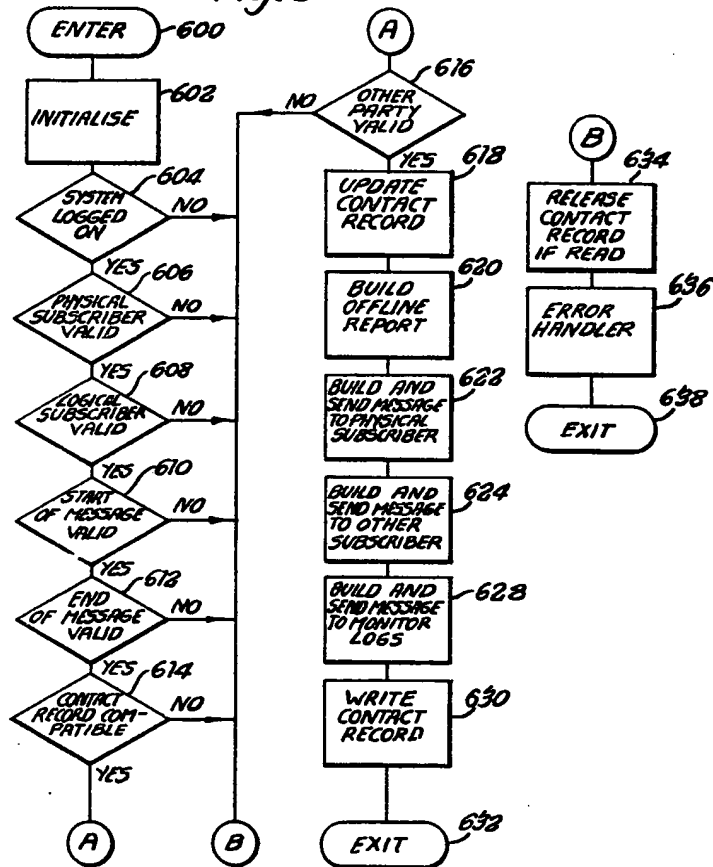 ENTER
600
INITIALISE
602
SYSTEM
LOGGED
ON
604
NO
YES
PHYSICAL
SUBSCRIBER
VALID
606
NO
YES
LOGICAL
SUBSCRIBER
VALID
608
NO
YES
START
OF MESSAGE
VALID
610
NO
YES
END
OF MESSAGE
VALID
612
NO
YES
CONTACT
RECORD COM-
PATIBLE
614
NO
YES
A
B
A
OTHER
PARTY
VALID
616
NO
YES
UPDATE
CONTACT
RECORD
618
BUILD
OFFLINE
REPORT
620
BUILD AND
SEND MESSAGE
TO PHYSICAL
SUBSCRIBER
622
BUILD AND
SEND MESSAGE
TO OTHER
SUBSCRIBER
624
BUILD AND
SEND MESSAGE
TO MONITOR
LOGS
628
WRITE
CONTACT
RECORD
630
EXIT
632
B
RELEASE
CONTACT
RECORD
IF READ
634
ERROR
HANDLER
636
EXIT
638